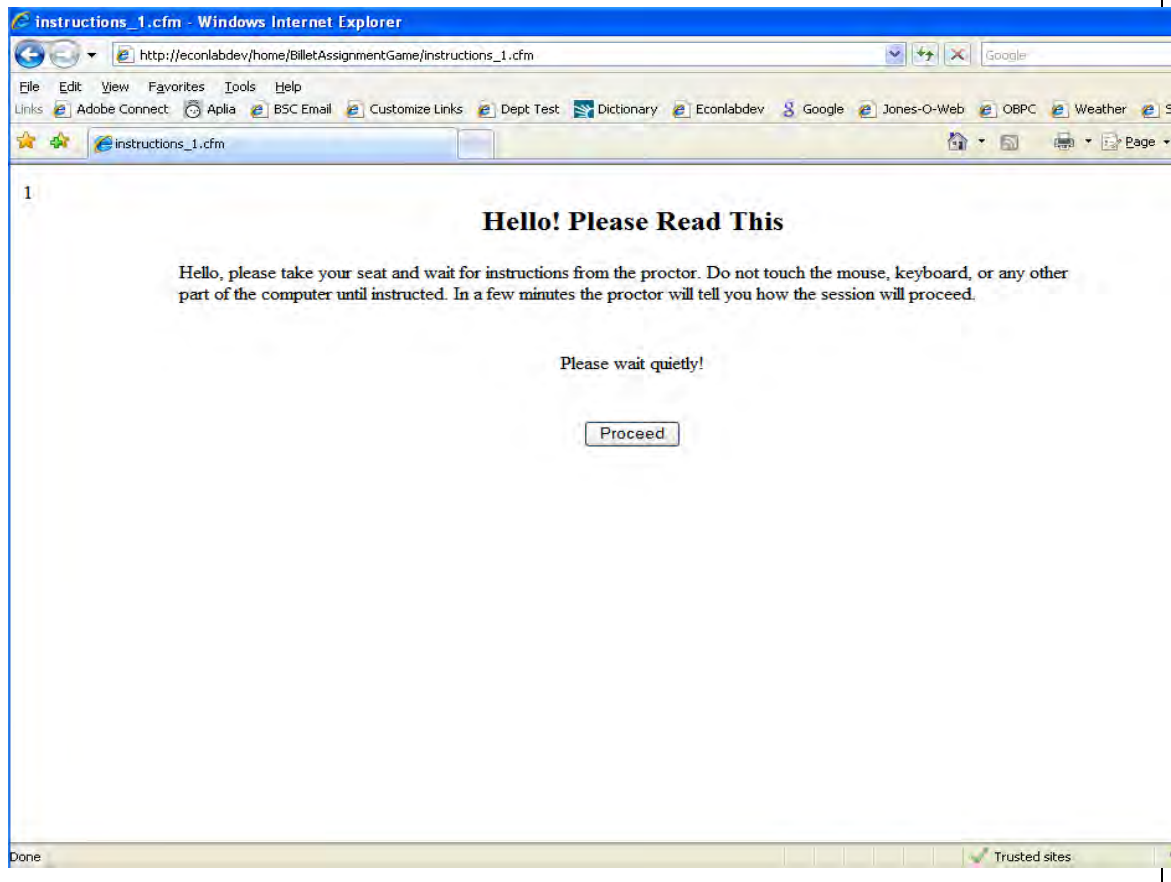 instructions_1.cfm - Windows Internet Explorer
http://econlabdev/home/BilletAssignmentGame/instructions_1.cfm Google
File Edit View Favorites Tools Help
Links Adobe Connect Aplia BSC Email Customize Links Dept Test Dictionary Econlabdev Google Jones-O-Web OBPC Weather
instructions_1.cfm Page
1
Hello! Please Read This
Hello, please take your seat and wait for instructions from the proctor. Do not touch the mouse, keyboard, or any other
part of the computer until instructed. In a few minutes the proctor will tell you how the session will proceed.
Please wait quietly!
Proceed
Done Trusted sites